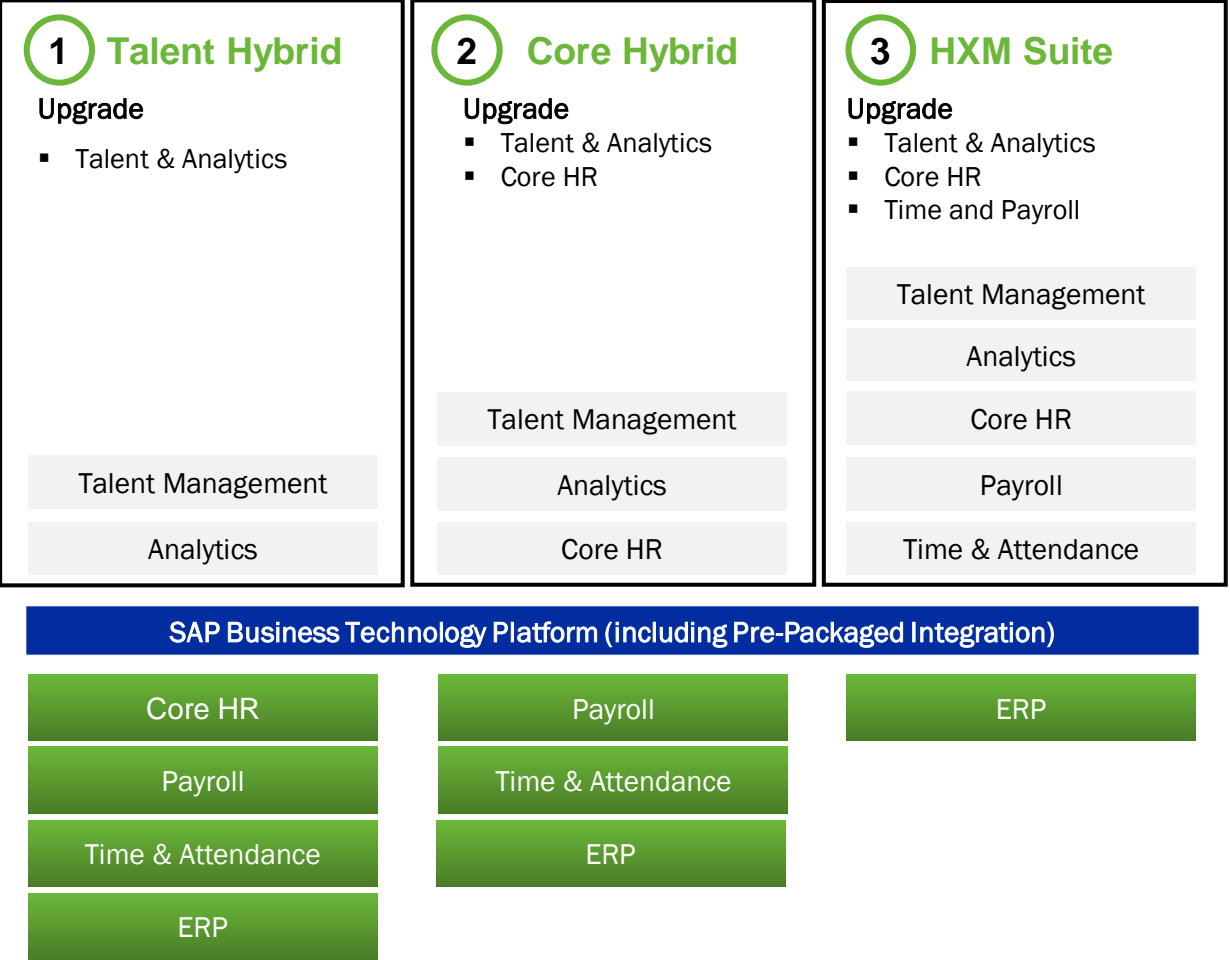 1 Talent Hybrid
Upgrade
▪ Talent & Analytics
Talent Management
Analytics
2 Core Hybrid
Upgrade
▪ Talent & Analytics
▪ Core HR
Talent Management
Analytics
Core HR
3 HXM Suite
Upgrade
▪ Talent & Analytics
▪ Core HR
▪ Time and Payroll
Talent Management
Analytics
Core HR
Payroll
Time & Attendance
SAP Business Technology Platform (including Pre-Packaged Integration)
Core HR
Payroll
Time & Attendance
ERP
Payroll
Time & Attendance
ERP
ERP